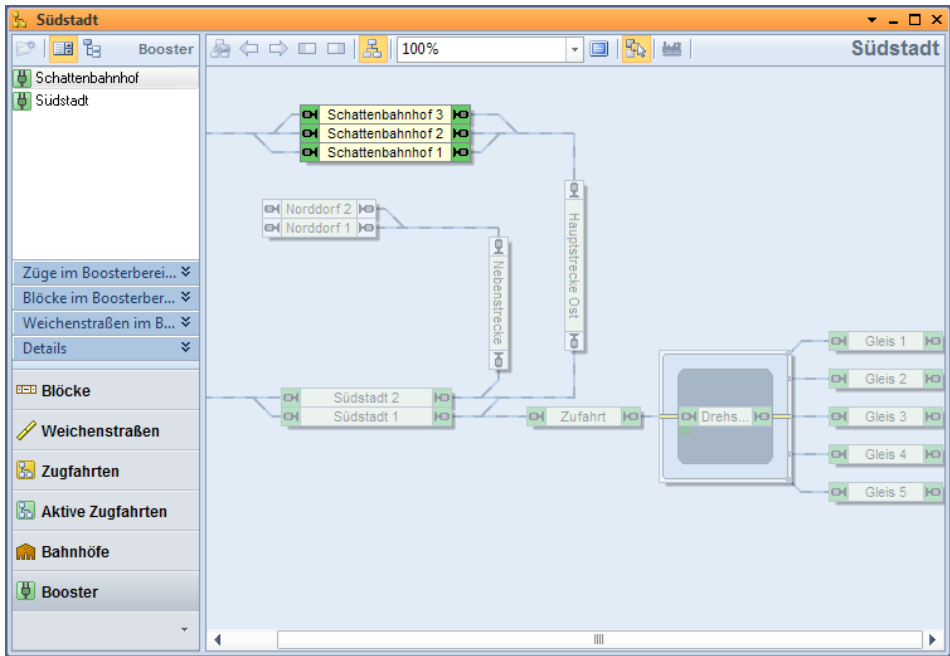 Südstadt
Booster
100%
Südstadt
Schattenbahnhof
Südstadt
Züge im Boosterberei...
Blöcke im Boosterber...
Weichenstraßen im B...
Details
Blöcke
Weichenstraßen
Zugfahrten
Aktive Zugfahrten
Bahnhöfe
Booster
Schattenbahnhof 3
Schattenbahnhof 2
Schattenbahnhof 1
Norddorf 2
Norddorf 1
Nebenstrecke
Hauptstrecke Ost
Südstadt 2
Südstadt 1
Zufahrt
Drehs...
Gleis 1
Gleis 2
Gleis 3
Gleis 4
Gleis 5